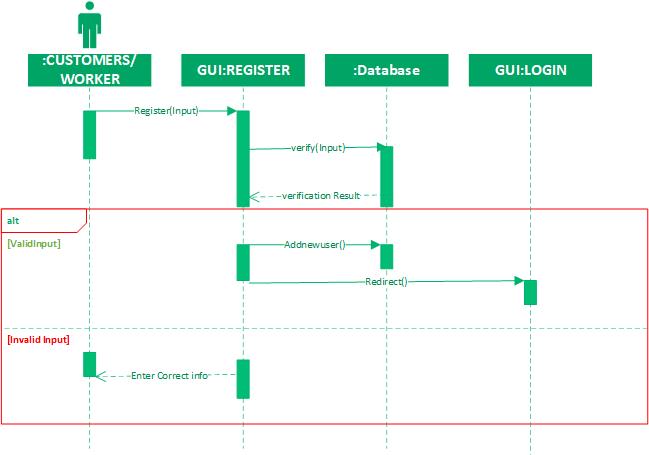 :CUSTOMERS/
WORKER
GUI:REGISTER
:Database
GUI:LOGIN
Register(Input)
verify(Input)
verification Result
alt
[ValidInput]
Addnewuser()
Redirect()
[Invalid Input]
Enter Correct info